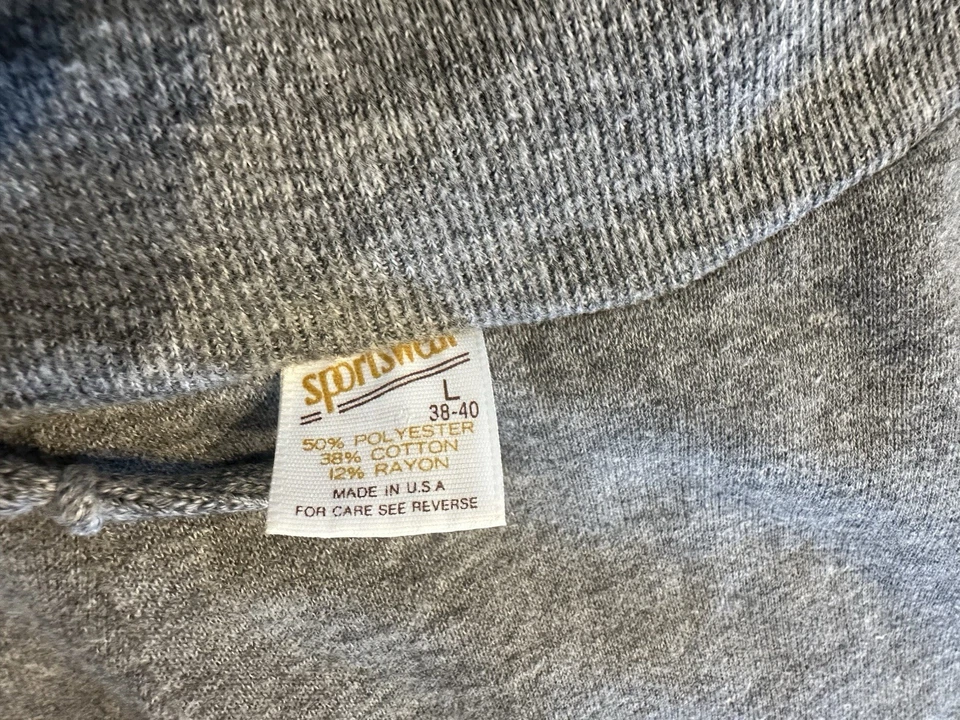 sportswear
L
38-40
50% POLYESTER
38% COTTON
12% RAYON
MADE IN U.S A
FOR CARE SEE REVERSE